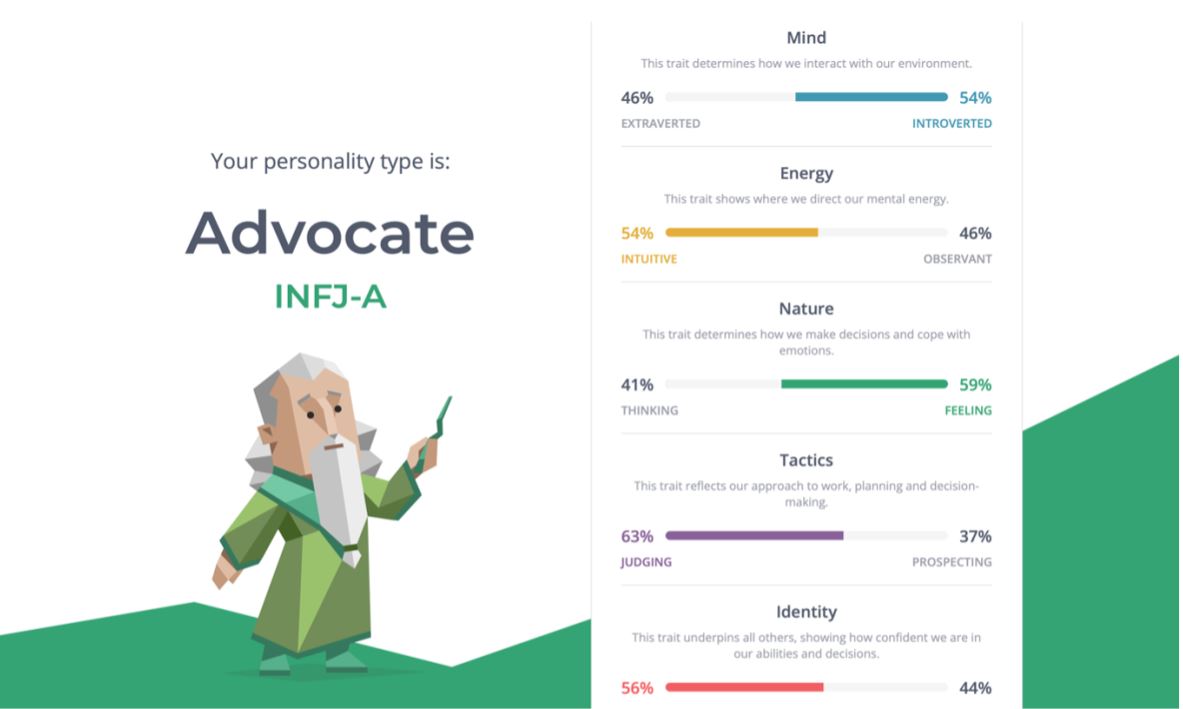 Your personality type is:
Advocate
INFJ-A
Mind
This trait determines how we interact with our environment.
46%
54%
EXTRAVERTED
INTROVERTED
Energy
This trait shows where we direct our mental energy.
54%
46%
INTUITIVE
OBSERVANT
Nature
This trait determines how we make decisions and cope with
emotions.
41%
59%
THINKING
FEELING
Tactics
This trait reflects our approach to work, planning and decision-
making.
63%
37%
JUDGING
PROSPECTING
Identity
This trait underpins all others, showing how confident we are in
our abilities and decisions.
56%
44%